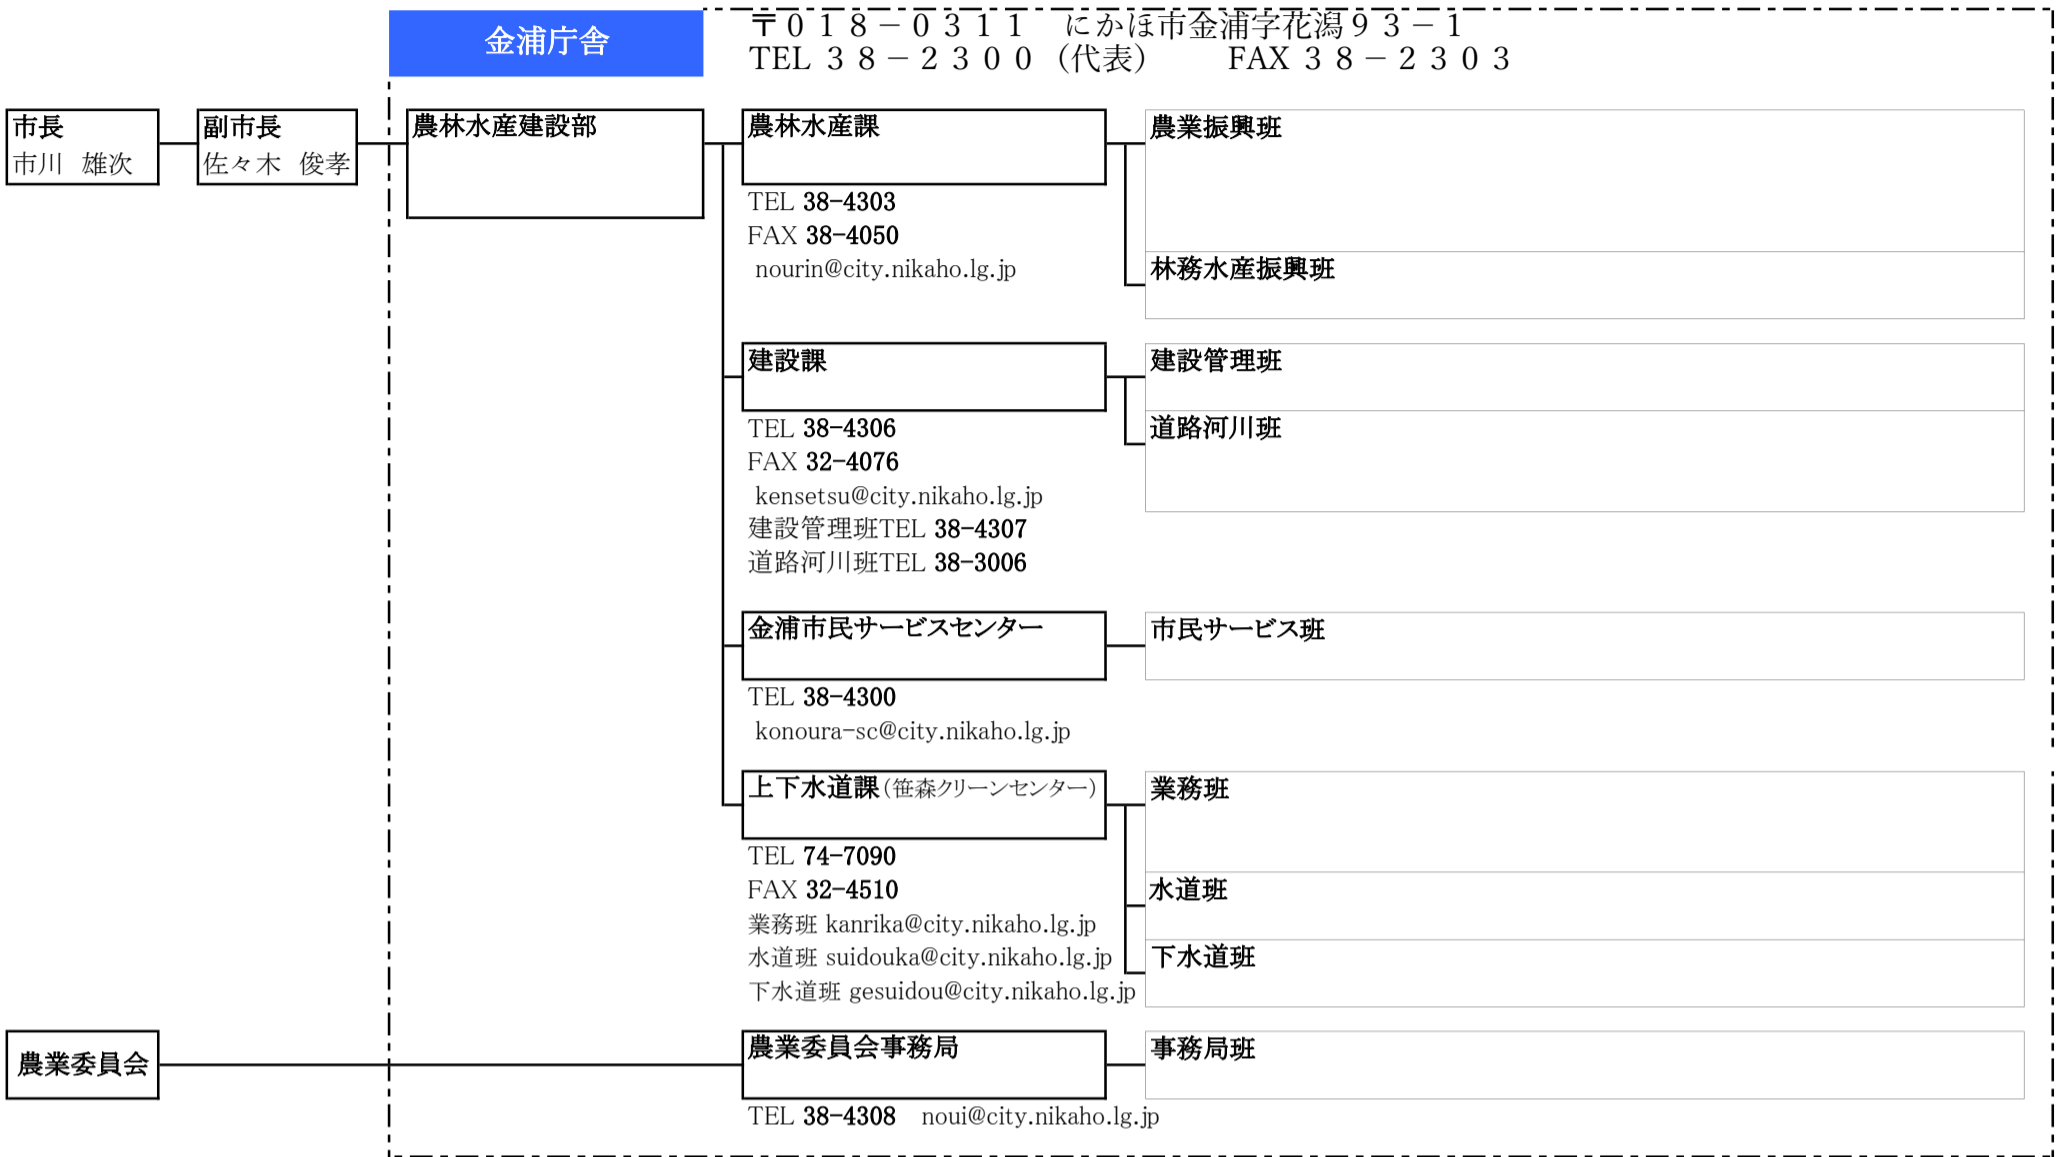 金浦庁舎
〒018－0311　にかほ市金浦字花潟93－1
TEL 38－2300（代表）　　FAX 38－2303
市長
市川　雄次
副市長
佐々木　俊孝
農林水産建設部
農林水産課
TEL 38-4303
FAX 38-4050
nourin@city.nikaho.lg.jp
農業振興班
林務水産振興班
建設課
TEL 38-4306
FAX 32-4076
kensetsu@city.nikaho.lg.jp
建設管理班TEL 38-4307
道路河川班TEL 38-3006
建設管理班
道路河川班
金浦市民サービスセンター
TEL 38-4300
konoura-sc@city.nikaho.lg.jp
市民サービス班
上下水道課（笹森クリーンセンター）
TEL 74-7090
FAX 32-4510
業務班 kanrika@city.nikaho.lg.jp
水道班 suidouka@city.nikaho.lg.jp
下水道班 gesuidou@city.nikaho.lg.jp
業務班
水道班
下水道班
農業委員会
農業委員会事務局
TEL 38-4308　noui@city.nikaho.lg.jp
事務局班